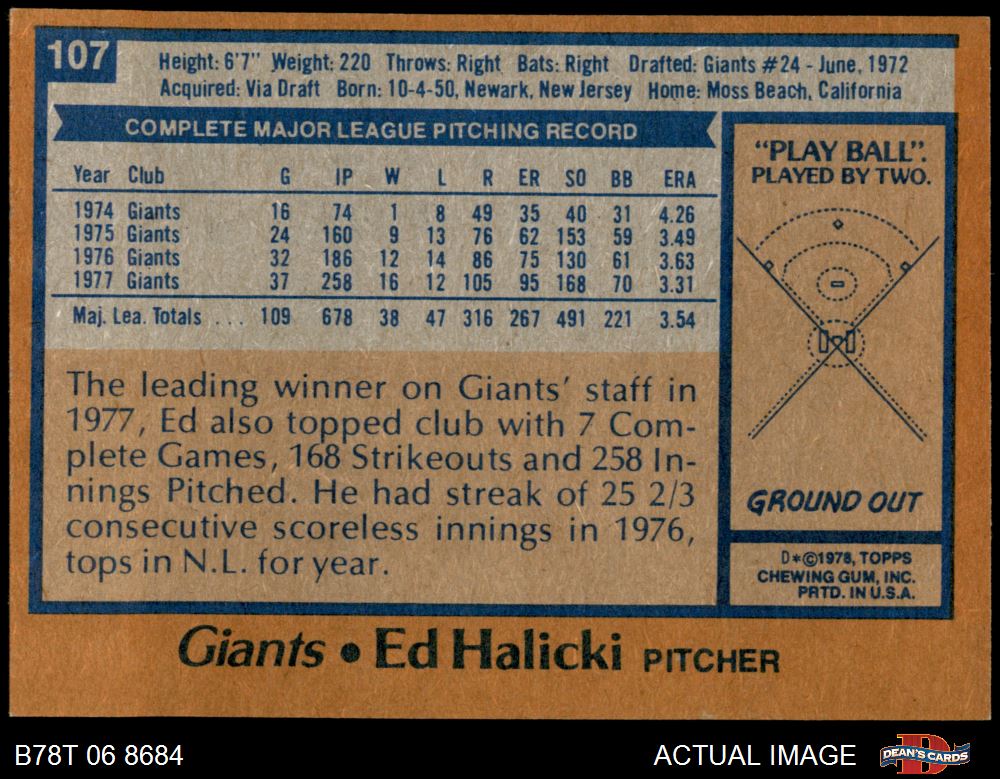 107
Height: 6'7" Weight: 220 Throws: Right Bats: Right Drafted: Giants #24 - June, 1972
Acquired: Via Draft Born: 10-4-50, Newark, New Jersey Home: Moss Beach, California
COMPLETE MAJOR LEAGUE PITCHING RECORD
Year Club G IP W L R ER SO BB ERA
1974 Giants 16 74 1 8 49 35 40 31 4.26
1975 Giants 24 160 9 13 76 62 153 59 3.49
1976 Giants 32 186 12 14 86 75 130 61 3.63
1977 Giants 37 258 16 12 105 95 168 70 3.31
Maj. Lea. Totals ... 109 678 38 47 316 267 491 221 3.54
The leading winner on Giants' staff in
1977, Ed also topped club with 7 Com-
plete Games, 168 Strikeouts and 258 In-
nings Pitched. He had streak of 25 2/3
consecutive scoreless innings in 1976,
tops in N.L. for year.
"PLAY BALL".
PLAYED BY TWO.
GROUND OUT
D*©1978, TOPPS
CHEWING GUM, INC.
PRTD. IN U.S.A.
Giants • Ed Halicki PITCHER
B78T 06 8684
ACTUAL IMAGE
D
DEAN'S CARDS